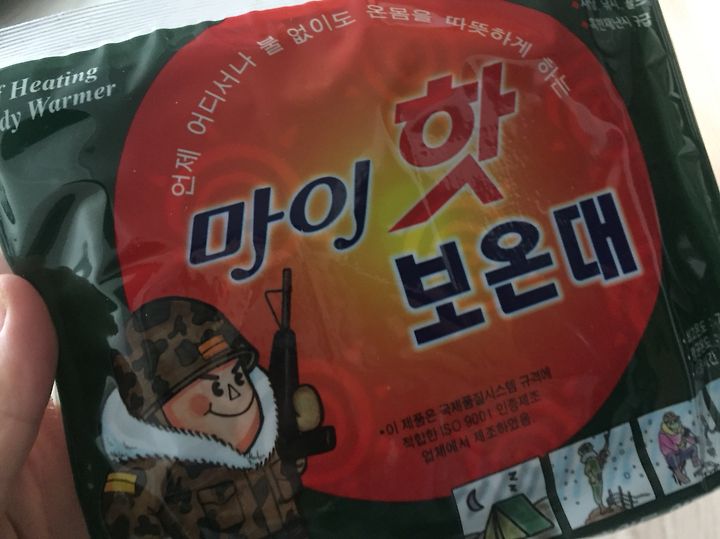 Heating
dy Warmer
언제 어디서나 불 없이도 온몸을 따뜻하게 하는
마이 핫
보온대
•이 제품은 국제품질시스템 규격에
적합한 ISO 9001 인증제조
업체에서 제조하였음.
z z z